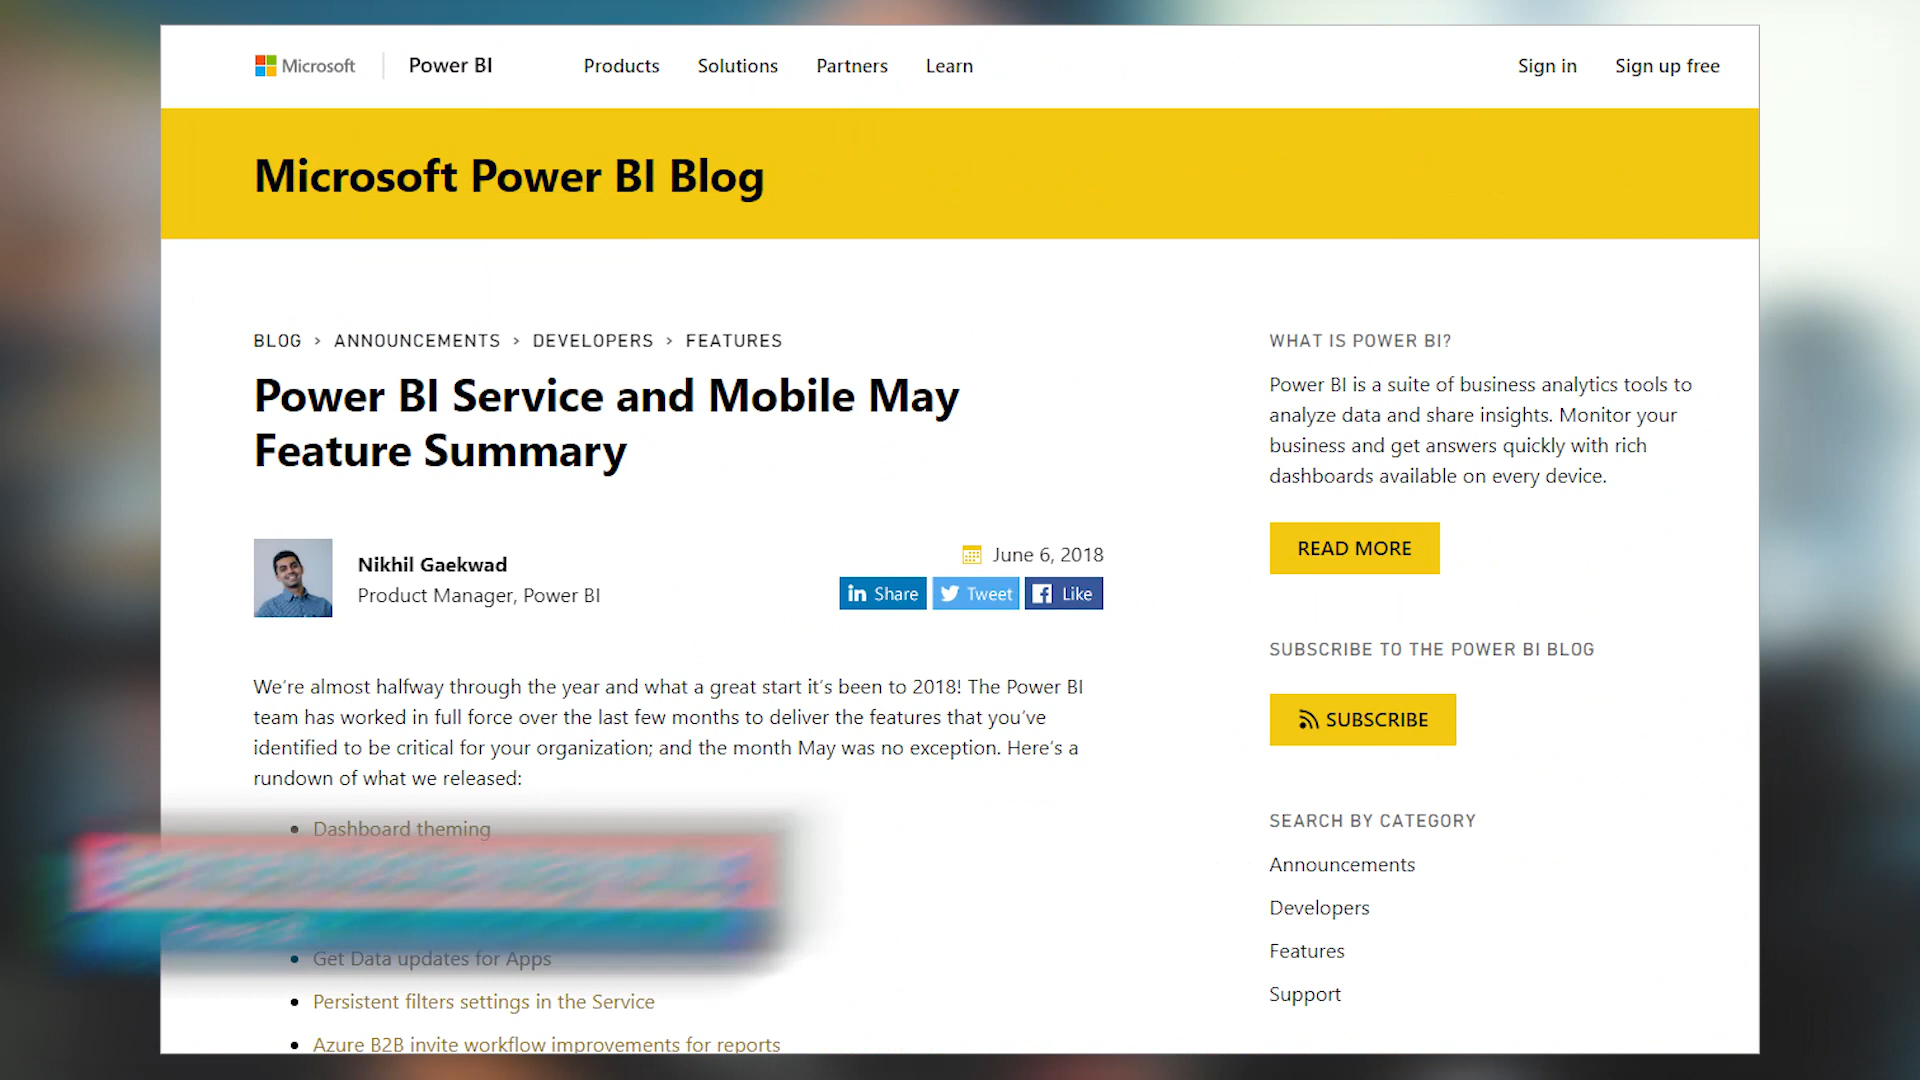 Microsoft
Power BI
Products
Solutions
Partners
Learn
Sign in
Sign up free
Microsoft Power BI Blog
BLOG › ANNOUNCEMENTS › DEVELOPERS › FEATURES
Power BI Service and Mobile May
Feature Summary
Nikhil Gaekwad
Product Manager, Power BI
June 6, 2018
in Share
Tweet
Like
We're almost halfway through the year and what a great start it's been to 2018! The Power BI
team has worked in full force over the last few months to deliver the features that you've
identified to be critical for your organization; and the month May was no exception. Here's a
rundown of what we released:
• Dashboard theming
• Get Data updates for Apps
• Persistent filters settings in the Service
• Azure B2B invite workflow improvements for reports
WHAT IS POWER BI?
Power BI is a suite of business analytics tools to
analyze data and share insights. Monitor your
business and get answers quickly with rich
dashboards available on every device.
READ MORE
SUBSCRIBE TO THE POWER BI BLOG
SUBSCRIBE
SEARCH BY CATEGORY
Announcements
Developers
Features
Support